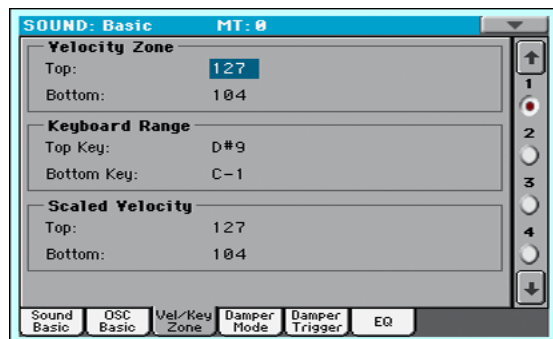 SOUND: Basic MT: 0
Velocity Zone
Top: 127
Bottom: 104
Keyboard Range
Top Key: D#9
Bottom Key: C-1
Scaled Velocity
Top: 127
Bottom: 104
1
2
3
4
Sound Basic
OSC Basic
Vel/Key Zone
Damper Mode
Damper Trigger
EQ